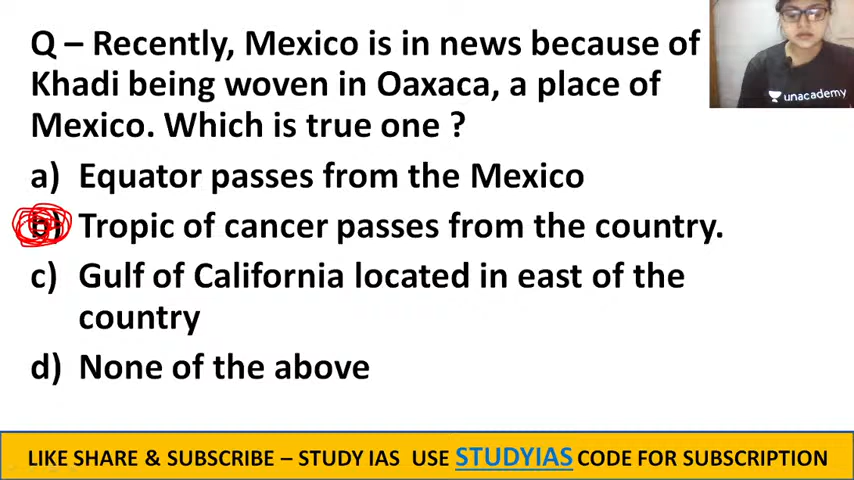 Q – Recently, Mexico is in news because of
Khadi being woven in Oaxaca, a place of
Mexico. Which is true one ?
a) Equator passes from the Mexico
b) Tropic of cancer passes from the country.
c) Gulf of California located in east of the
country
d) None of the above
unacademy
LIKE SHARE & SUBSCRIBE – STUDY IAS USE STUDYIAS CODE FOR SUBSCRIPTION